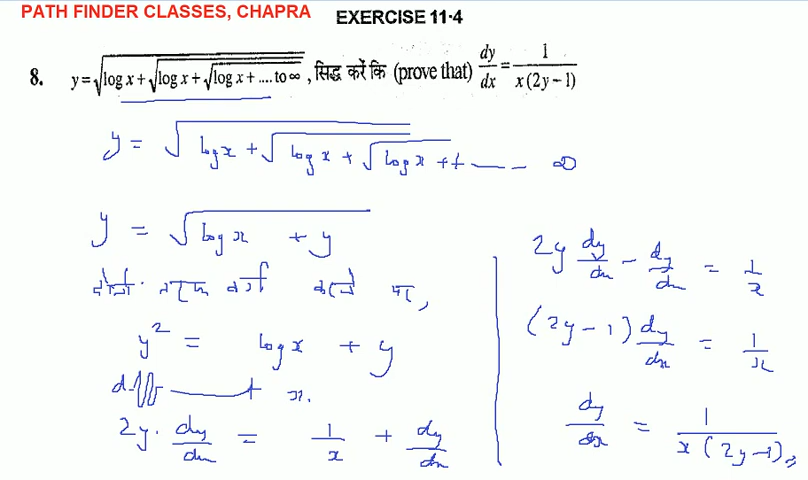 PATH FINDER CLASSES, CHAPRA
EXERCISE 11·4
8. y=√(log x+√(log x+√(log x+....to∞))) , सिद्ध करें कि (prove that) dy/dx = 1/(x(2y−1))
y = √(log x + √(log x + √(log x + + ------ ∞
y = √(log x + y)
दोनों तरफ वर्ग करने पर,
y² = log x + y
diff x.
2y. dy/dx = 1/x + dy/dx
2y dy/dx − dy/dx = 1/x
(2y−1) dy/dx = 1/x
dy/dx = 1/(x(2y−1))